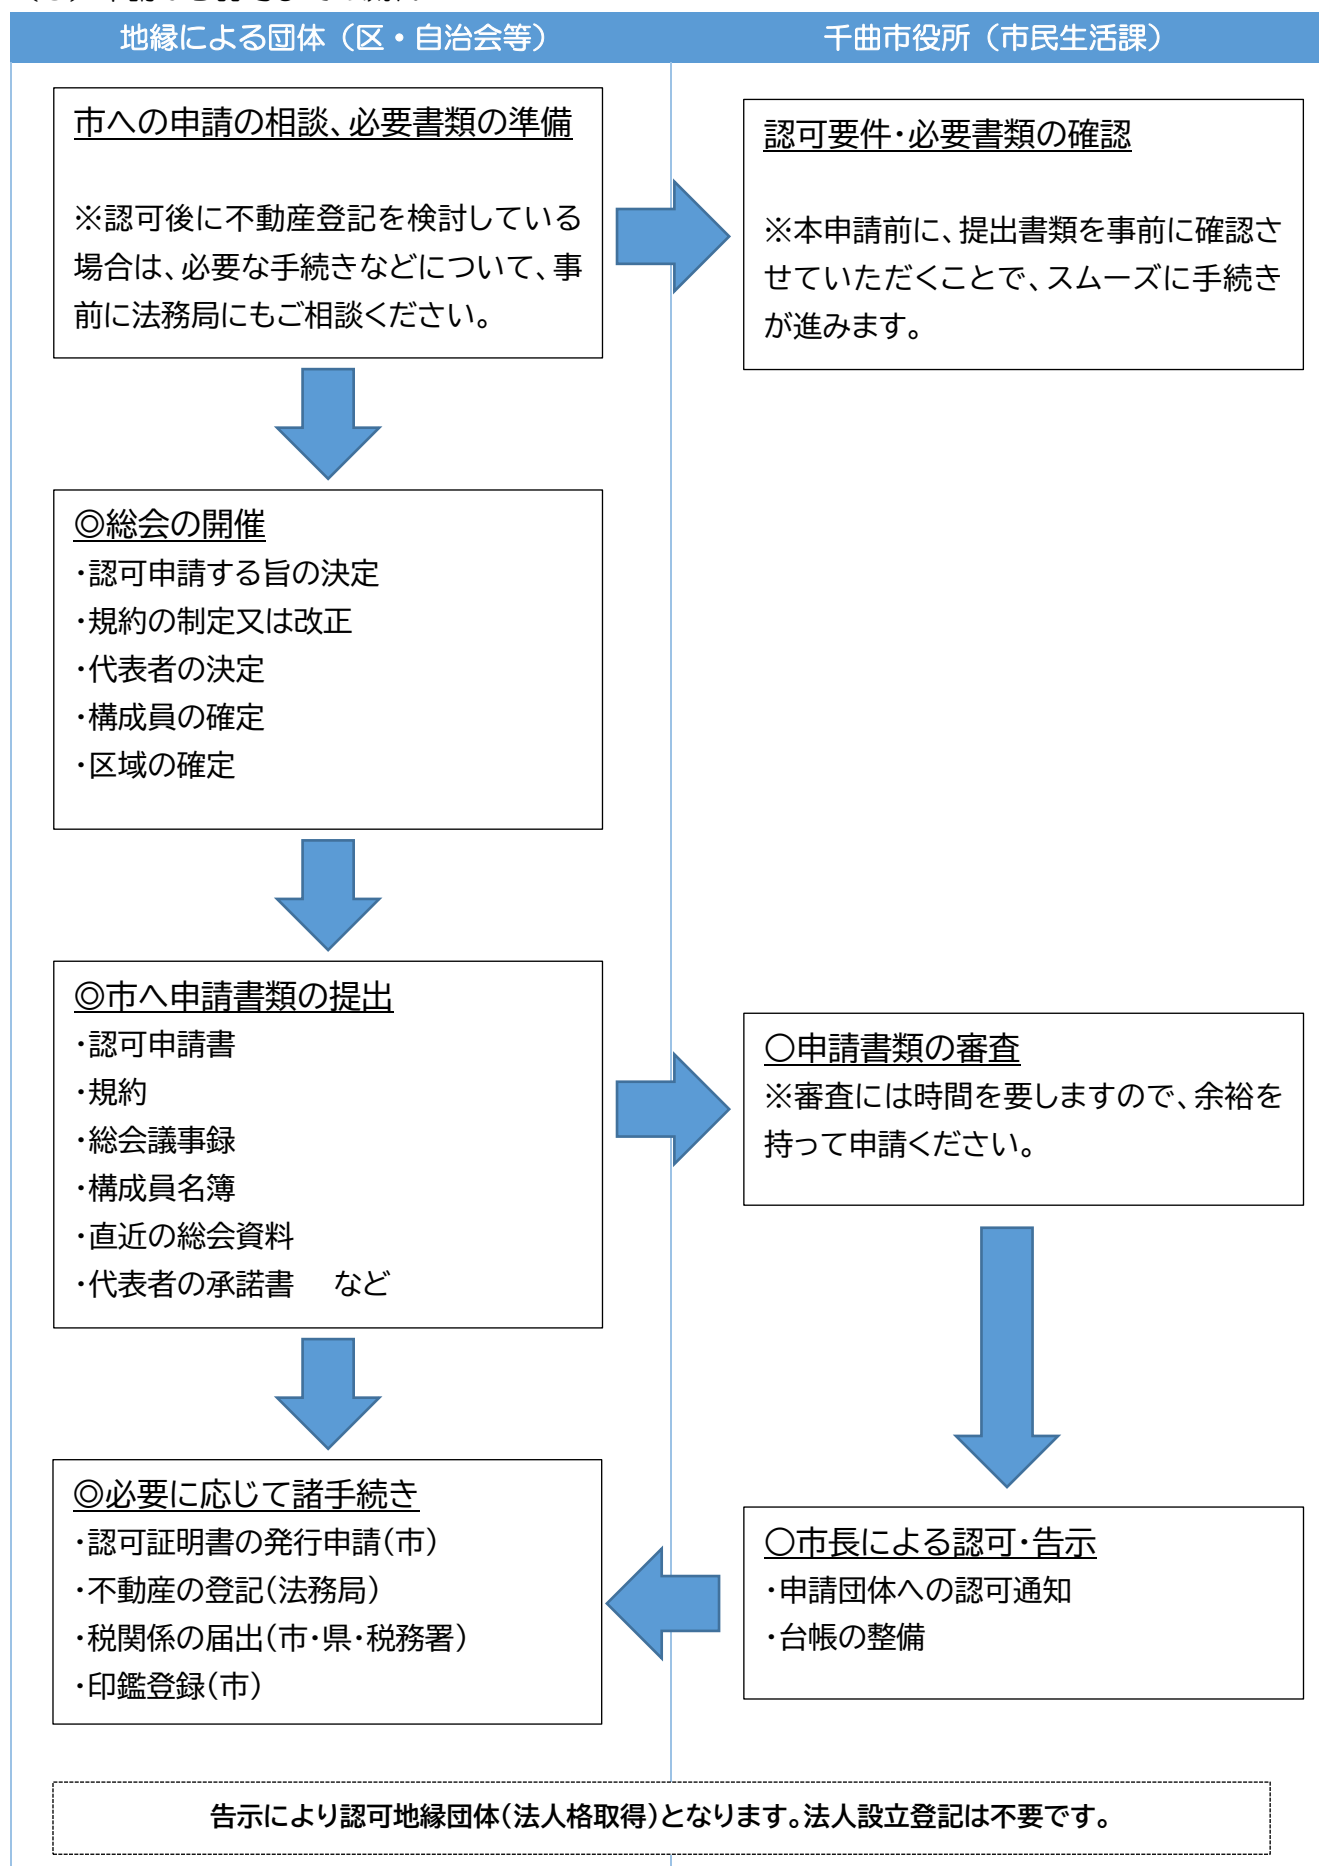 地縁による団体（区・自治会等）
千曲市役所（市民生活課）
市への申請の相談、必要書類の準備
※認可後に不動産登記を検討している
場合は、必要な手続きなどについて、事
前に法務局にもご相談ください。
認可要件・必要書類の確認
※本申請前に、提出書類を事前に確認さ
せていただくことで、スムーズに手続き
が進みます。
◎総会の開催
・認可申請する旨の決定
・規約の制定又は改正
・代表者の決定
・構成員の確定
・区域の確定
◎市へ申請書類の提出
・認可申請書
・規約
・総会議事録
・構成員名簿
・直近の総会資料
・代表者の承諾書　など
○申請書類の審査
※審査には時間を要しますので、余裕を
持って申請ください。
○市長による認可・告示
・申請団体への認可通知
・台帳の整備
◎必要に応じて諸手続き
・認可証明書の発行申請（市）
・不動産の登記（法務局）
・税関係の届出（市・県・税務署）
・印鑑登録（市）
告示により認可地縁団体（法人格取得）となります。法人設立登記は不要です。